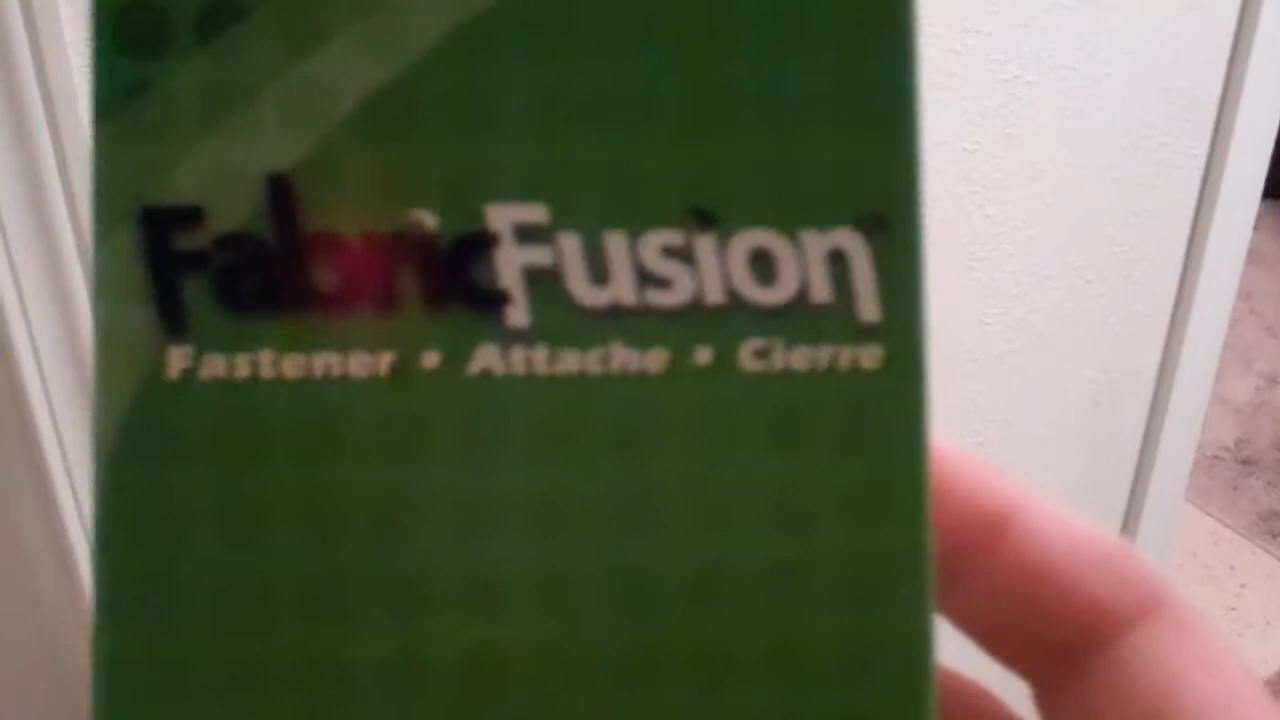 FabricFusion®
Fastener • Attache • Cierre